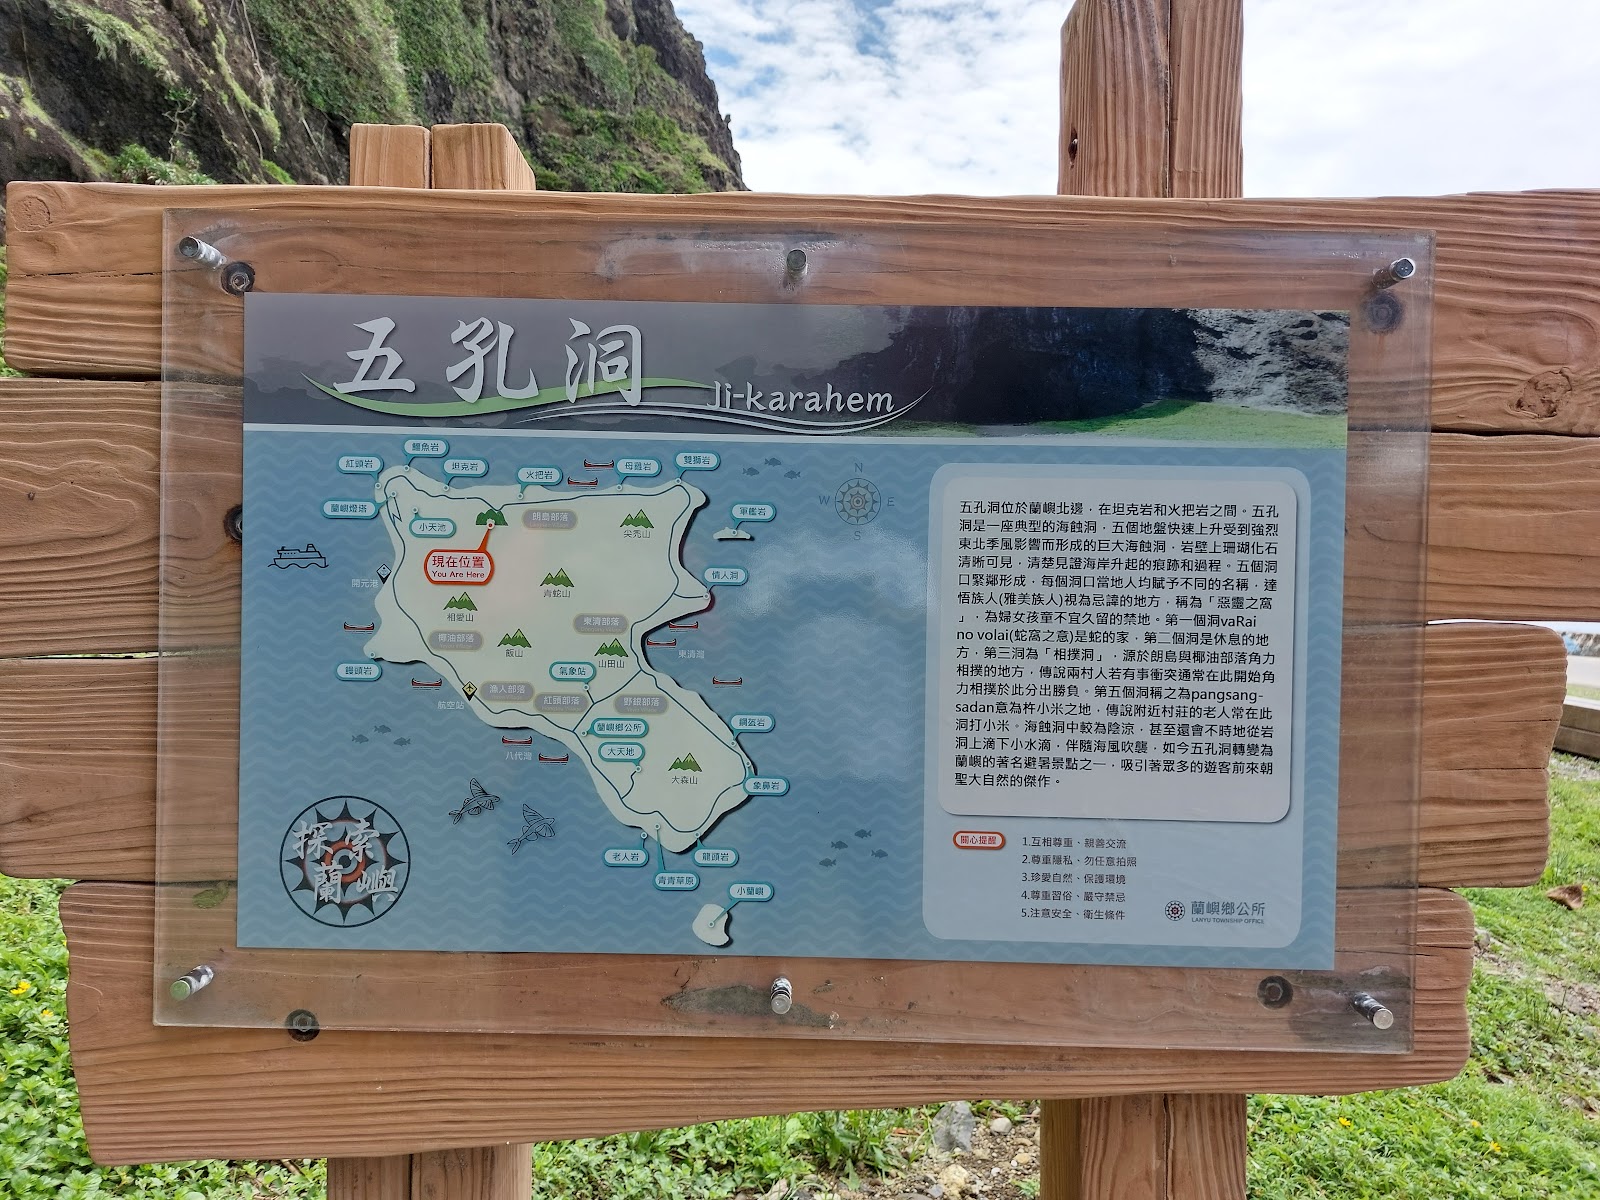 五孔洞
Ji-karahem
鱷魚岩
紅頭岩
坦克岩
火把岩
母雞岩
雙獅岩
蘭嶼燈塔
小天池
朗島部落
軍艦岩
尖禿山
N
W
E
S
現在位置
You Are Here
開元港
青蛇山
情人洞
相愛山
東清部落
椰油部落
飯山
山田山
東清灣
饅頭岩
氣象站
漁人部落
紅頭部落
野銀部落
航空站
蘭嶼鄉公所
鋼盔岩
八代灣
大天池
大森山
象鼻岩
老人岩
龍頭岩
青青草原
小蘭嶼
探索
蘭嶼
五孔洞位於蘭嶼北邊，在坦克岩和火把岩之間。五孔
洞是一座典型的海蝕洞，五個地盤快速上升受到強烈
東北季風影響而形成的巨大海蝕洞，岩壁上珊瑚化石
清晰可見，清楚見證海岸升起的痕跡和過程。五個洞
口緊鄰形成，每個洞口當地人均賦予不同的名稱，達
悟族人(雅美族人)視為忌諱的地方，稱為「惡靈之窩
」，為婦女孩童不宜久留的禁地。第一個洞vaRai
no volai(蛇窩之意)是蛇的家，第二個洞是休息的地
方，第三洞為「相撲洞」，源於朗島與椰油部落角力
相撲的地方，傳說兩村人若有事衝突通常在此開始角
力相撲於此分出勝負。第五個洞稱之為pangsang-
sadan意為杵小米之地，傳說附近村莊的老人常在此
洞打小米。海蝕洞中較為陰涼，甚至還會不時地從岩
洞上滴下小水滴，伴隨海風吹襲，如今五孔洞轉變為
蘭嶼的著名避暑景點之一，吸引著眾多的遊客前來朝
聖大自然的傑作。
關心提醒
1.互相尊重、親善交流
2.尊重隱私、勿任意拍照
3.珍愛自然、保護環境
4.尊重習俗、嚴守禁忌
5.注意安全、衛生條件
蘭嶼鄉公所
LANYU TOWNSHIP OFFICE